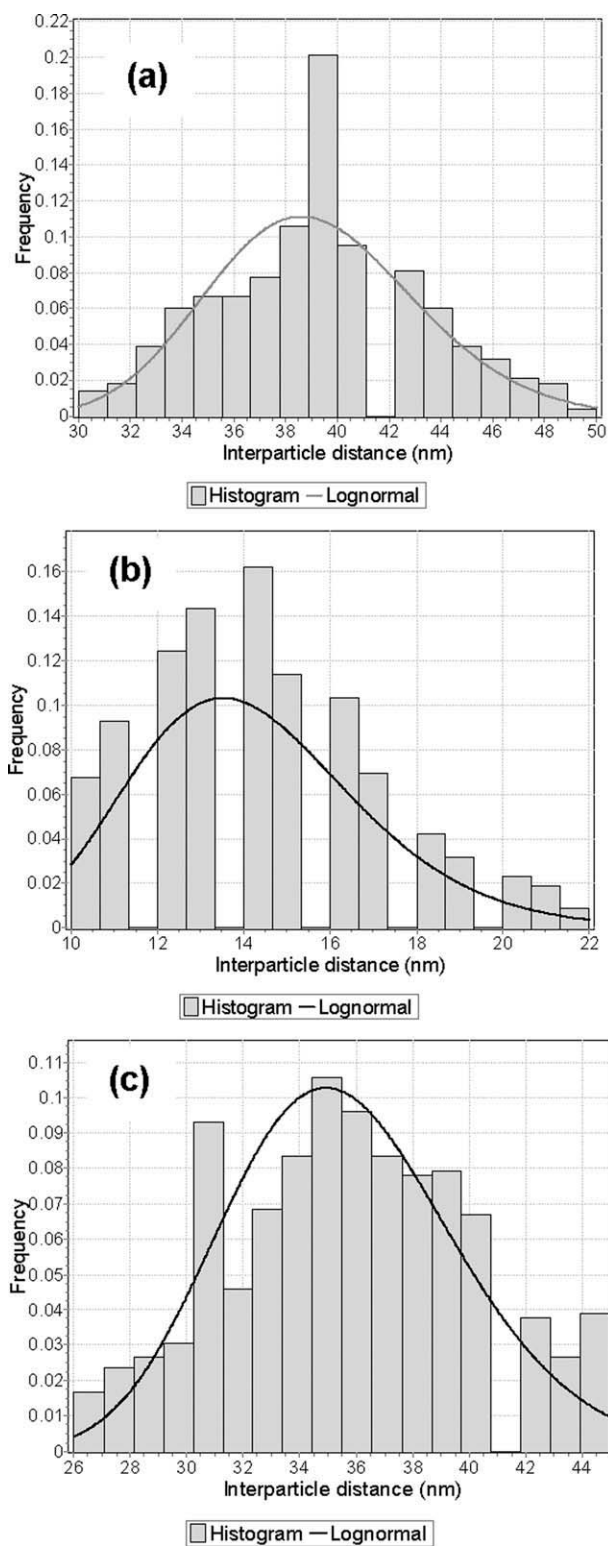 0.22
(a)
0.2
0.18
0.16
0.14
0.12
0.1
0.08
0.06
0.04
0.02
0
Frequency
30 32 34 36 38 40 42 44 46 48 50
Interparticle distance (nm)
Histogram Lognormal
(b)
0.16
0.14
0.12
0.1
0.08
0.06
0.04
0.02
0
Frequency
10 12 14 16 18 20 22
Interparticle distance (nm)
Histogram Lognormal
0.11
(c)
0.1
0.09
0.08
0.07
0.06
0.05
0.04
0.03
0.02
0.01
0
Frequency
26 28 30 32 34 36 38 40 42 44
Interparticle distance (nm)
Histogram Lognormal